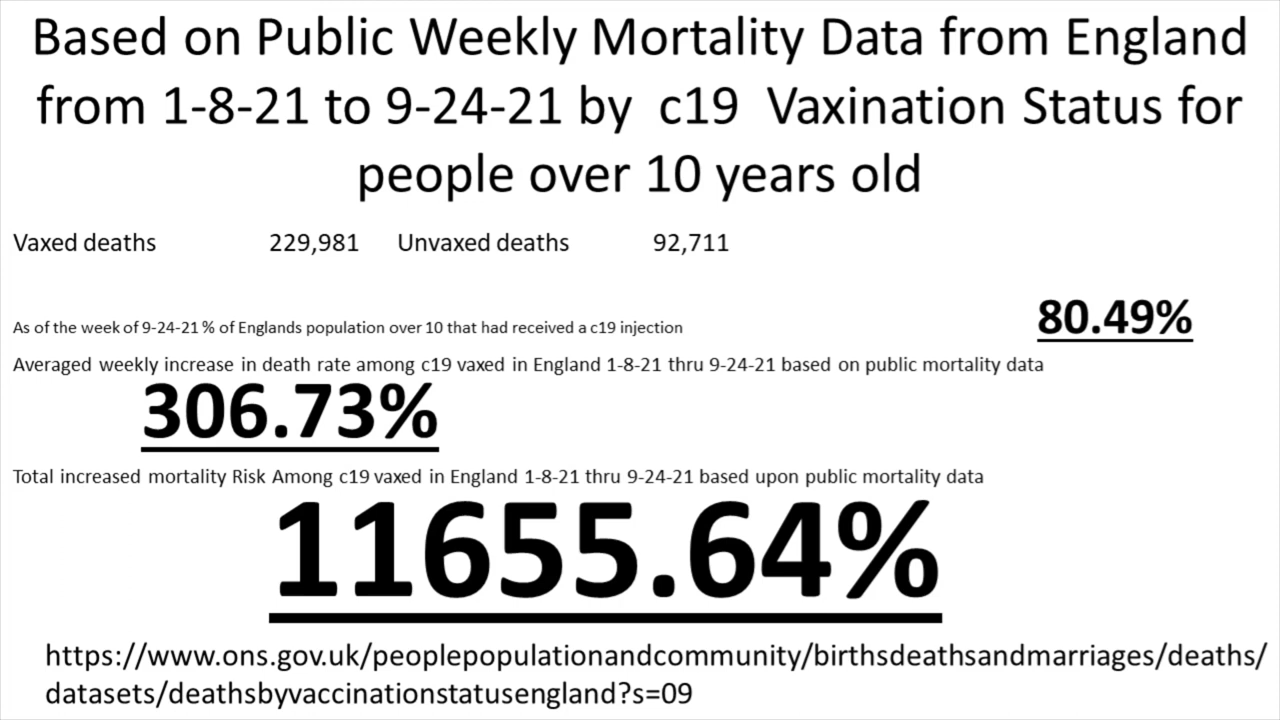 Based on Public Weekly Mortality Data from England
from 1-8-21 to 9-24-21 by c19 Vaxination Status for
people over 10 years old
Vaxed deaths 229,981 Unvaxed deaths 92,711
As of the week of 9-24-21 % of Englands population over 10 that had received a c19 injection 80.49%
Averaged weekly increase in death rate among c19 vaxed in England 1-8-21 thru 9-24-21 based on public mortality data
306.73%
Total increased mortality Risk Among c19 vaxed in England 1-8-21 thru 9-24-21 based upon public mortality data
11655.64%
https://www.ons.gov.uk/peoplepopulationandcommunity/birthsdeathsandmarriages/deaths/
datasets/deathsbyvaccinationstatusengland?s=09